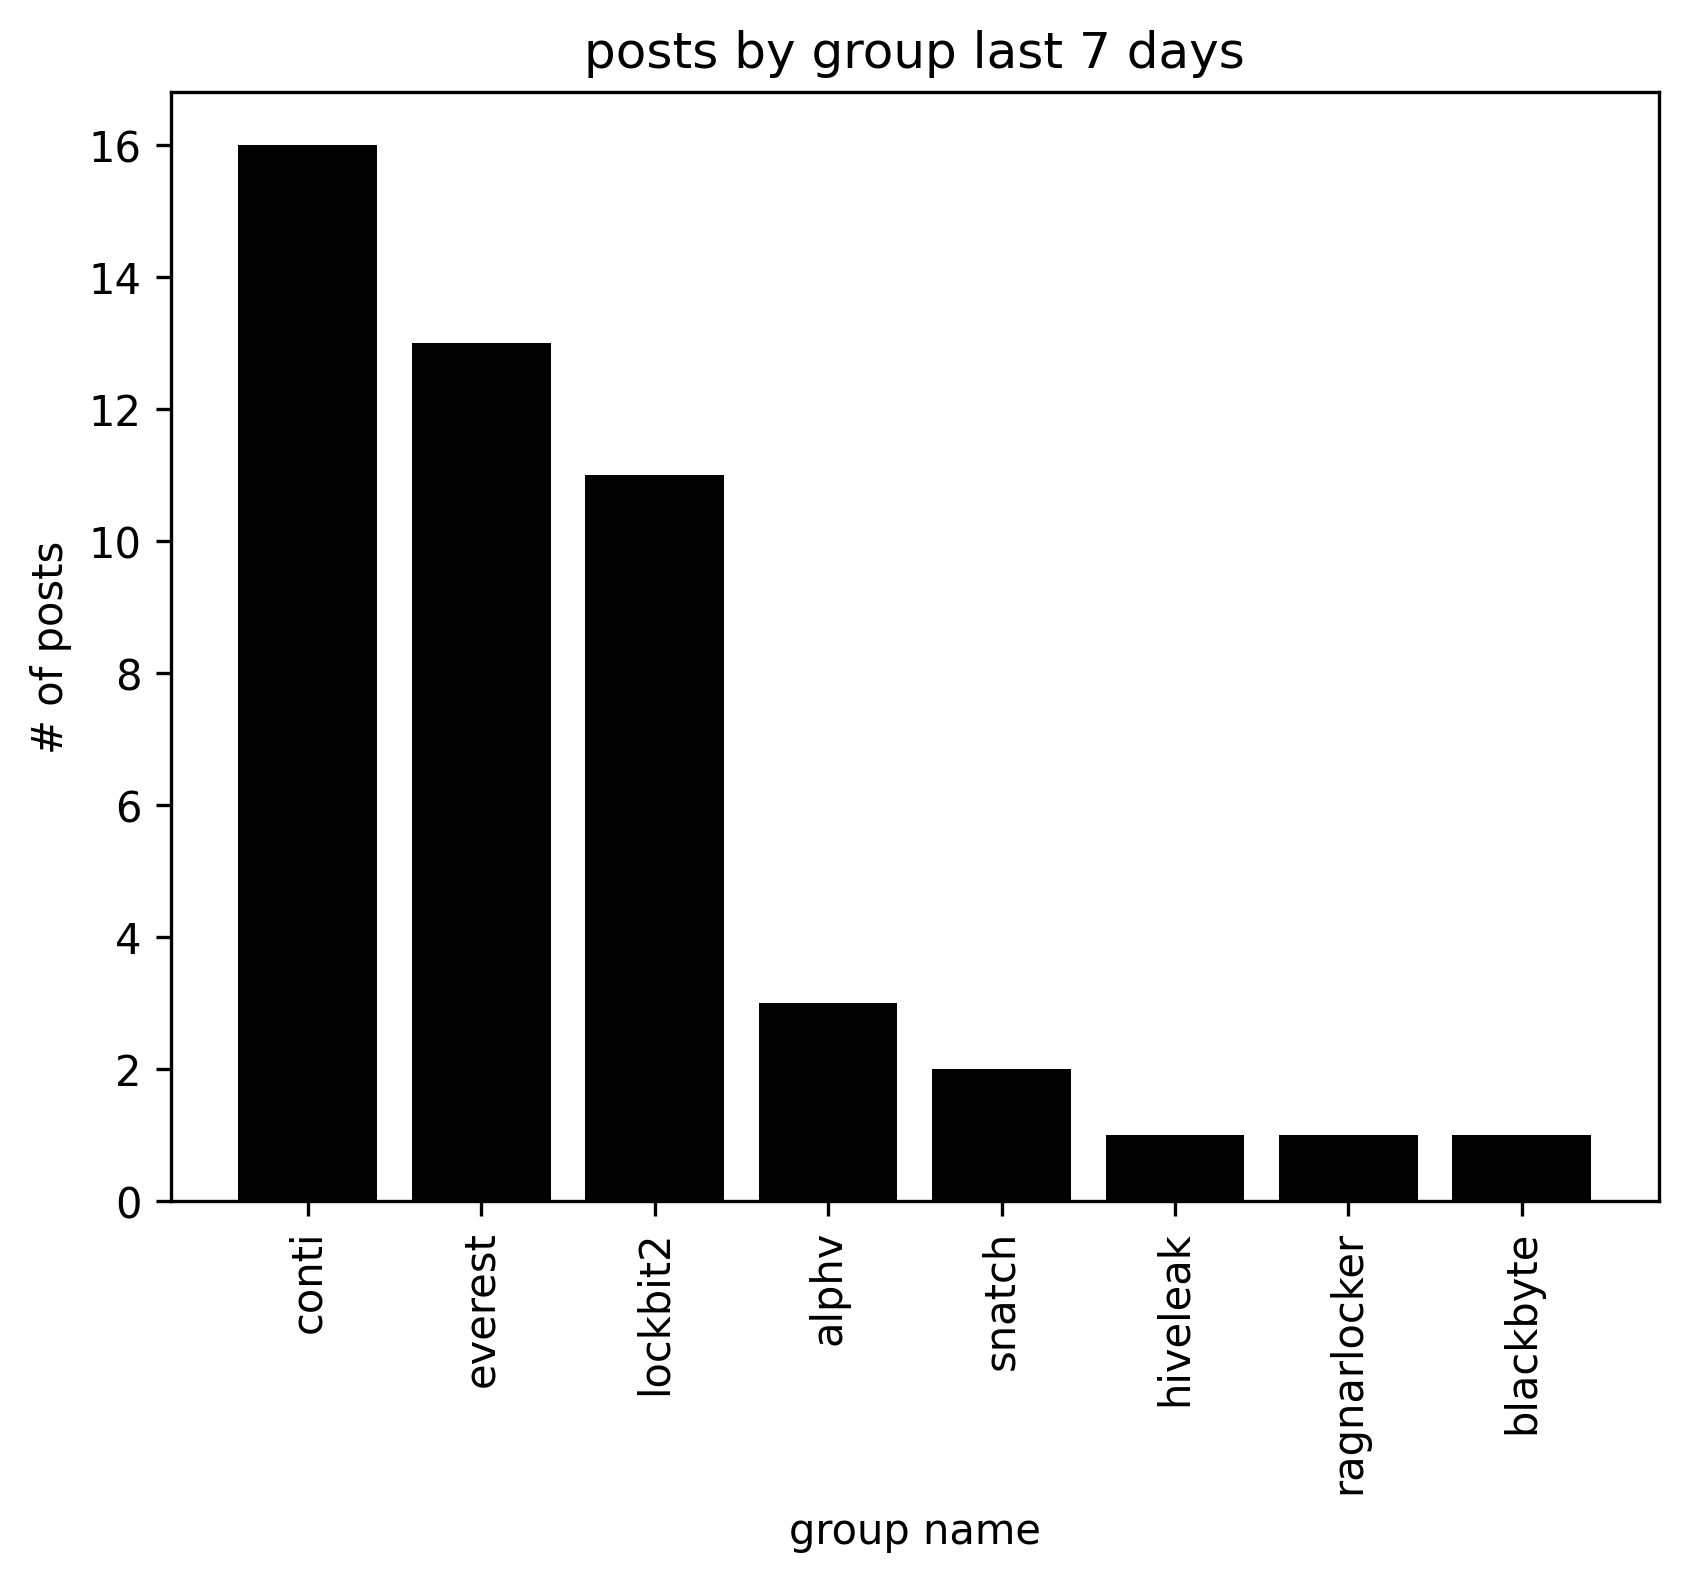 posts by group last 7 days
# of posts
16
14
12
10
8
6
4
2
0
conti
everest
lockbit2
alphv
snatch
hiveleak
ragnarlocker
blackbyte
group name